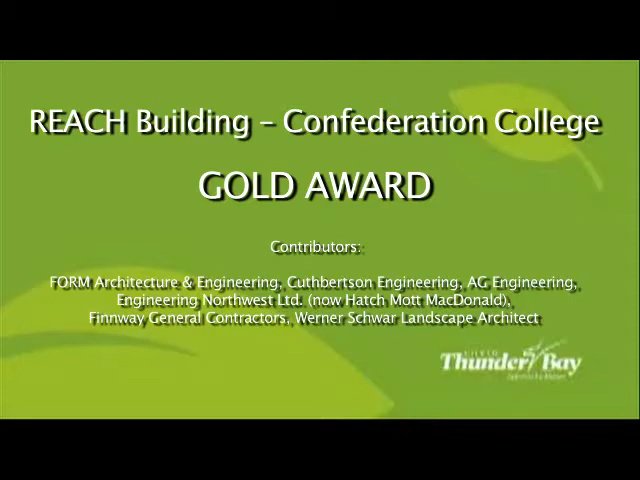 REACH Building – Confederation College
GOLD AWARD
Contributors:
FORM Architecture & Engineering, Cuthbertson Engineering, AG Engineering,
Engineering Northwest Ltd. (now Hatch Mott MacDonald),
Finnway General Contractors, Werner Schwar Landscape Architect
Thunder Bay